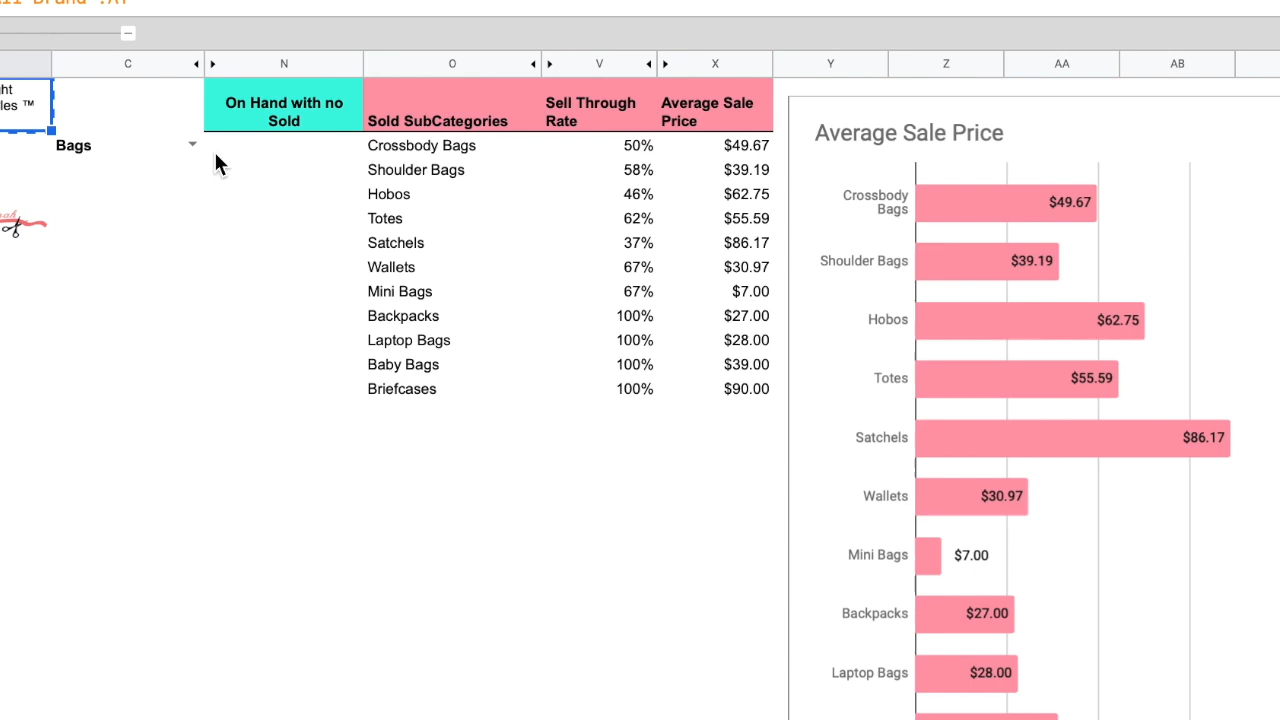 C N O V X Y Z AA AB
ght
les ™
On Hand with no
Sold
Sold SubCategories
Sell Through
Rate
Average Sale
Price
Bags
Crossbody Bags 50% $49.67
Shoulder Bags 58% $39.19
Hobos 46% $62.75
Totes 62% $55.59
Satchels 37% $86.17
Wallets 67% $30.97
Mini Bags 67% $7.00
Backpacks 100% $27.00
Laptop Bags 100% $28.00
Baby Bags 100% $39.00
Briefcases 100% $90.00
Average Sale Price
Crossbody
Bags
$49.67
Shoulder Bags $39.19
Hobos $62.75
Totes $55.59
Satchels $86.17
Wallets $30.97
Mini Bags $7.00
Backpacks $27.00
Laptop Bags $28.00